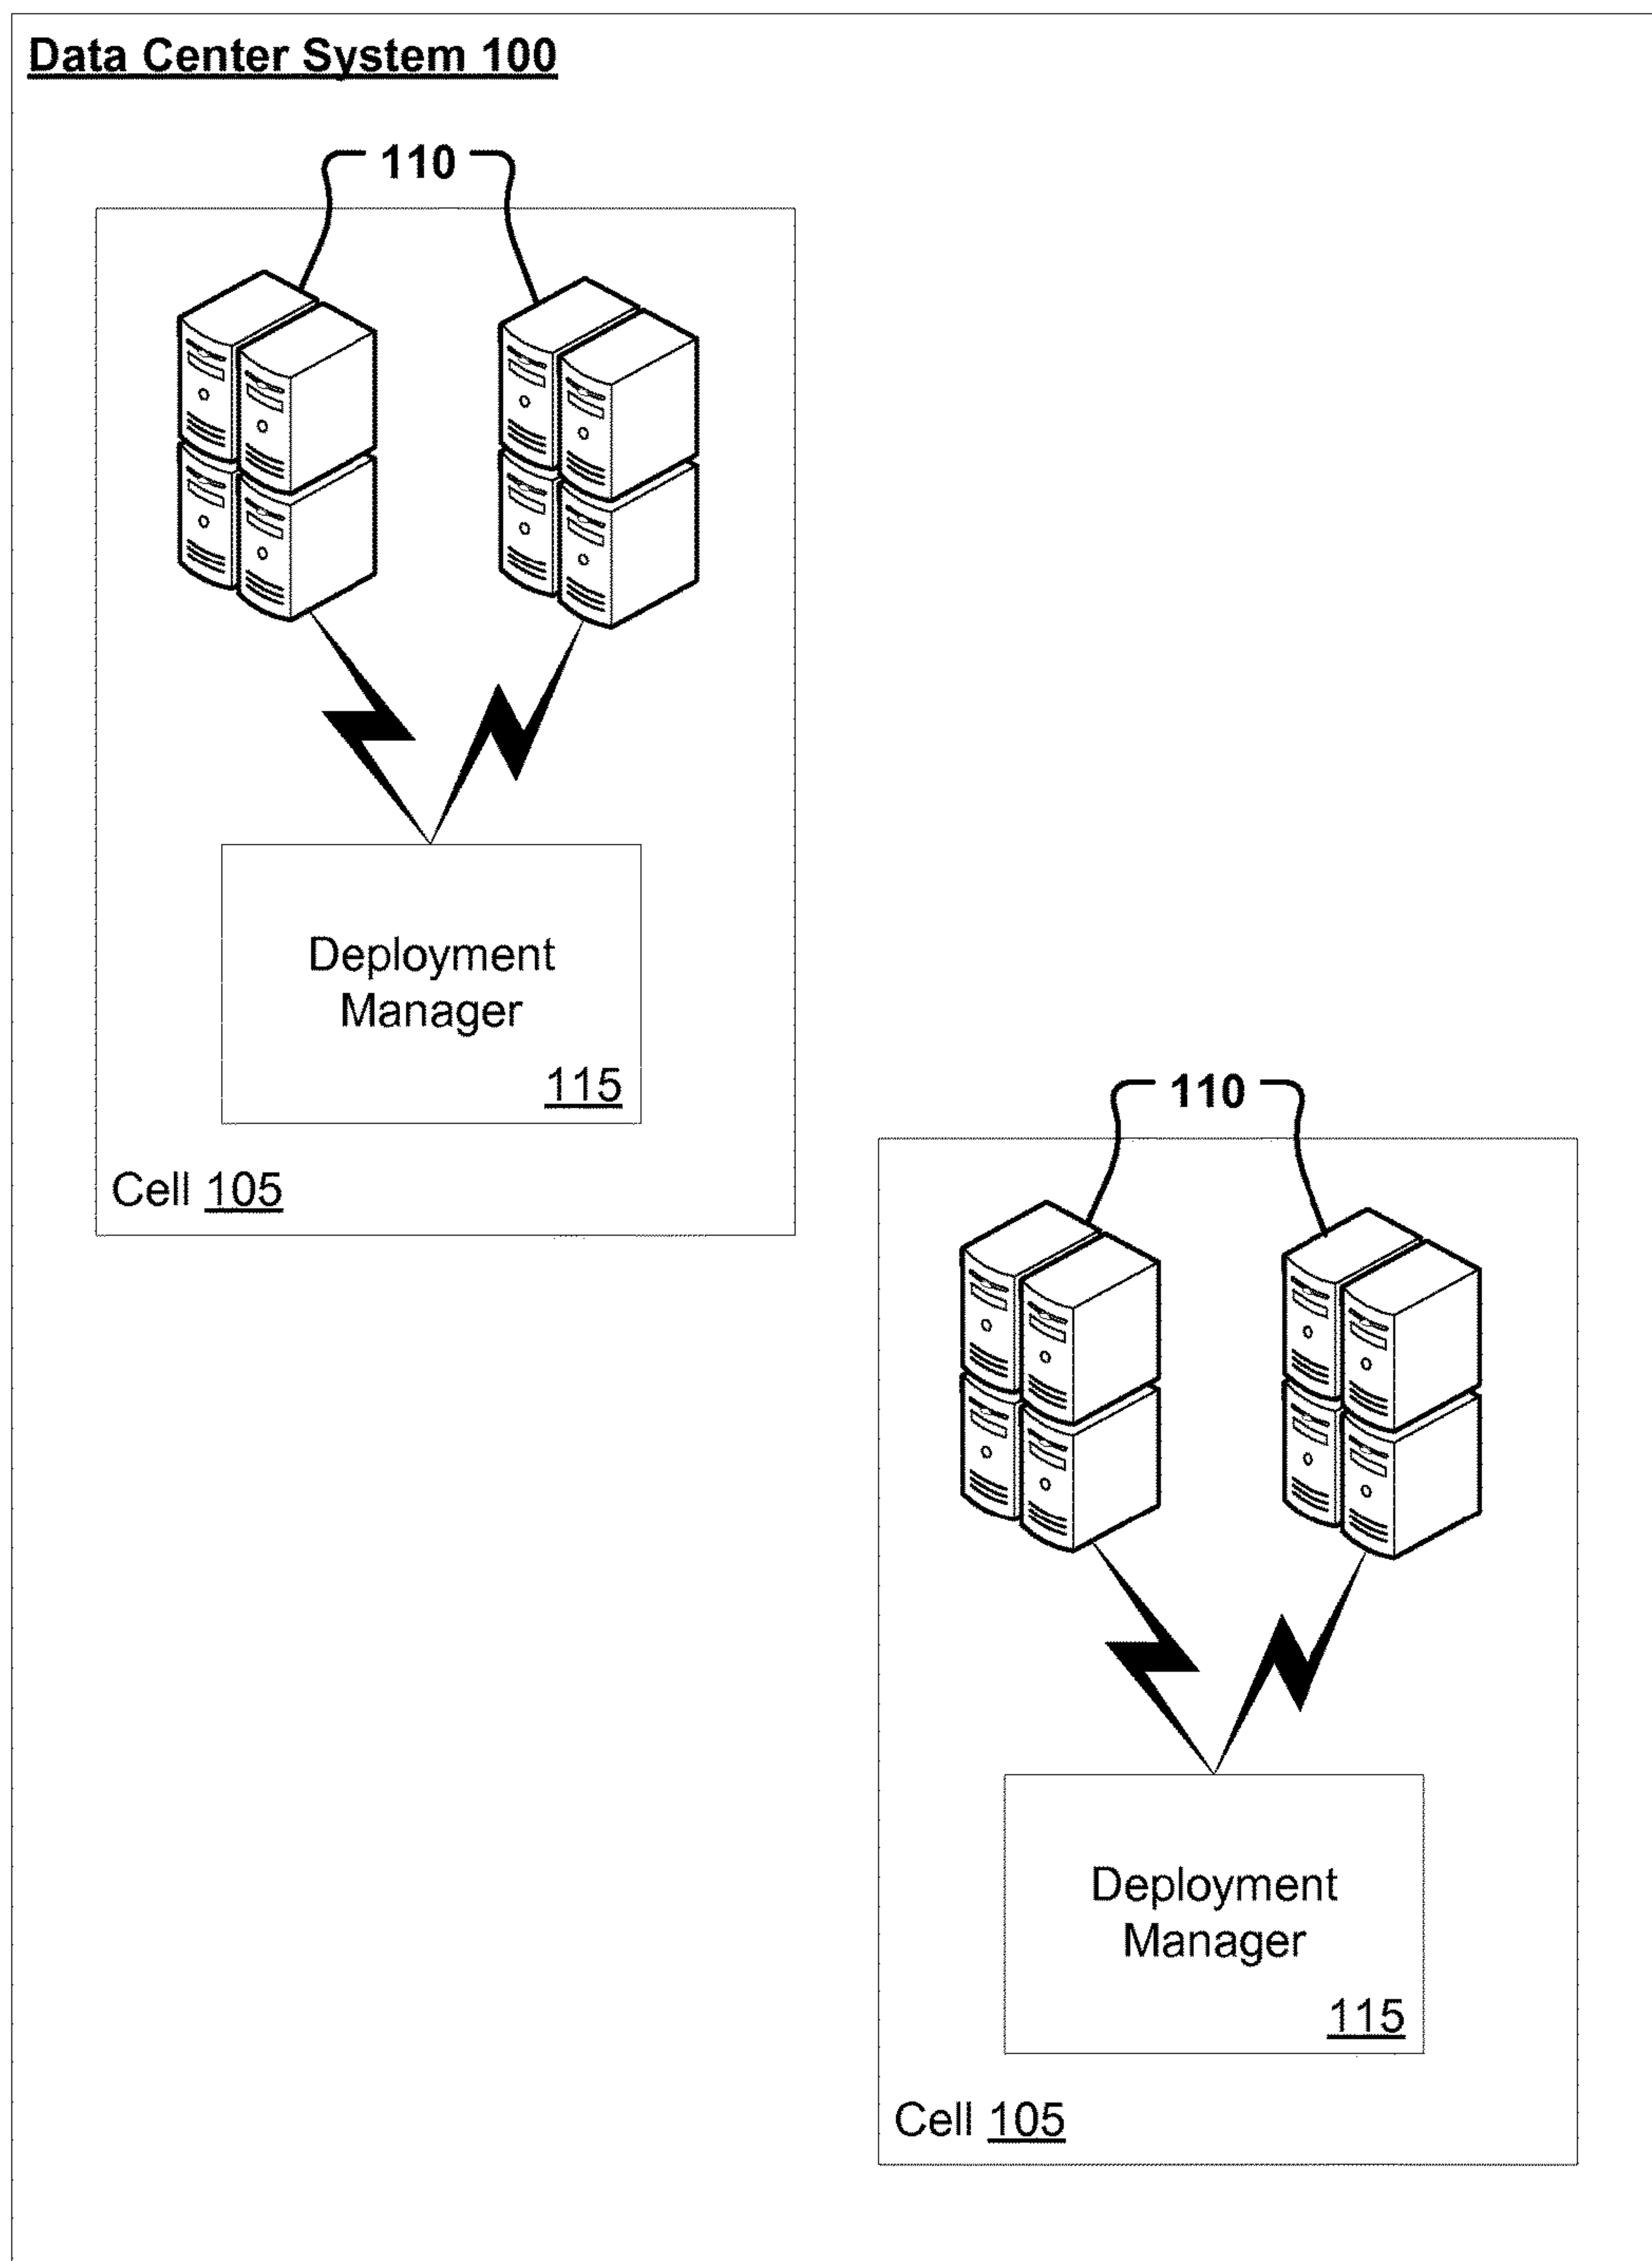 Data Center System 100
110
Deployment
Manager
115
Cell 105
110
Deployment
Manager
115
Cell 105